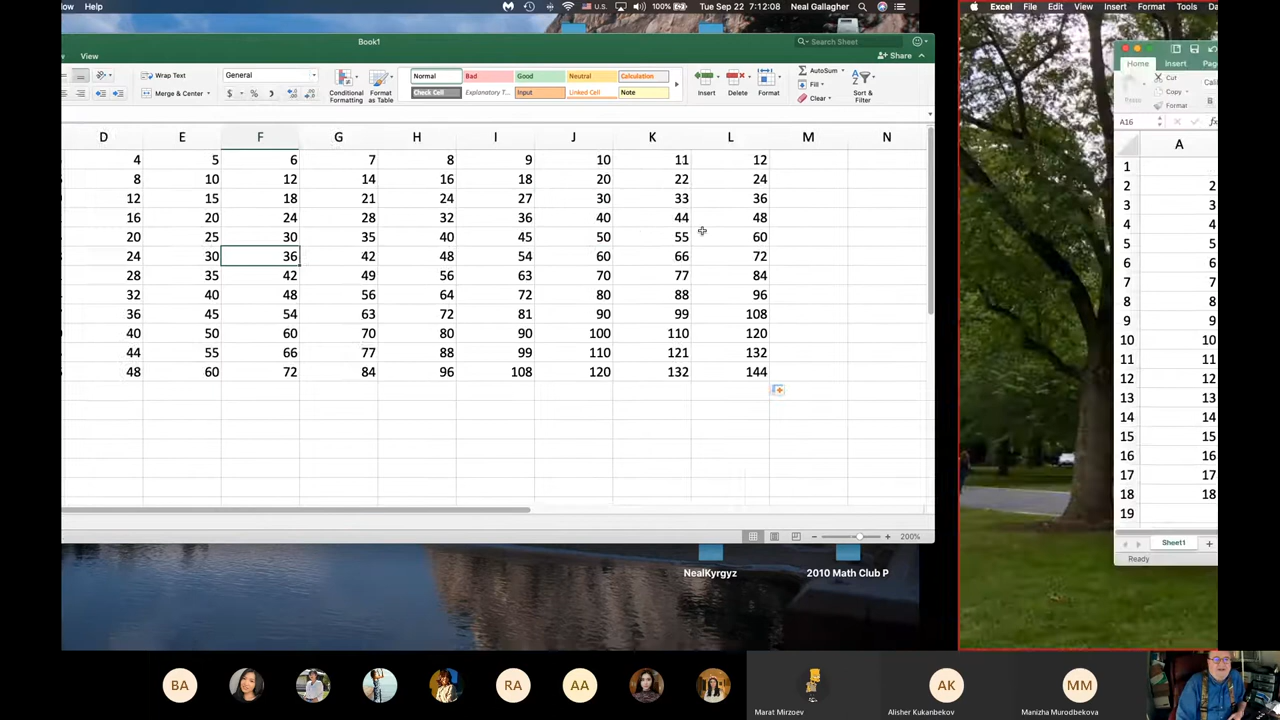 Help
U.S.
100%
Tue Sep 22 7:12:08
Neal Gallagher
Book1
Search Sheet
View
Share
Wrap Text
Merge & Center
General
$ %
Conditional Formatting
Format as Table
Normal Bad Good Neutral Calculation
Check Cell Explanatory T... Input Linked Cell Note
Insert
Delete
Format
AutoSum
Fill
Clear
Sort & Filter
D E F G H I J K L M N
4 5 6 7 8 9 10 11 12
8 10 12 14 16 18 20 22 24
12 15 18 21 24 27 30 33 36
16 20 24 28 32 36 40 44 48
20 25 30 35 40 45 50 55 60
24 30 36 42 48 54 60 66 72
28 35 42 49 56 63 70 77 84
32 40 48 56 64 72 80 88 96
36 45 54 63 72 81 90 99 108
40 50 60 70 80 90 100 110 120
44 55 66 77 88 99 110 121 132
48 60 72 84 96 108 120 132 144
200%
NealKyrgyz
2010 Math Club P
Excel File Edit View Insert Format Tools
Home Insert
Cut
Copy
Format
Paste
B
A16
fx
A
1
2 2
3 3
4 4
5 5
6 6
7 7
8 8
9 9
10 10
11 11
12 12
13 13
14 14
15 15
16 16
17 17
18 18
19
Sheet1 +
Ready
BA
RA
AA
Marat Mirzoev
AK
Alisher Kukanbekov
MM
Manizha Murodbekova